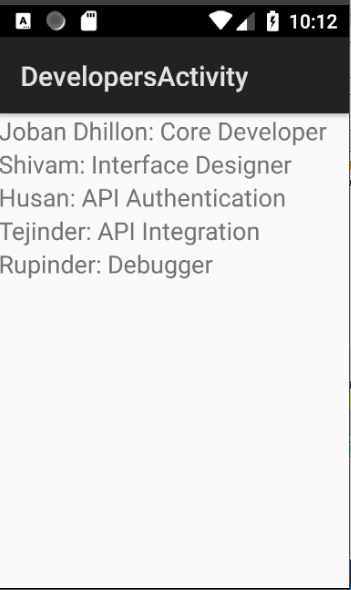 A
10:12
DevelopersActivity
Joban Dhillon: Core Developer
Shivam: Interface Designer
Husan: API Authentication
Tejinder: API Integration
Rupinder: Debugger